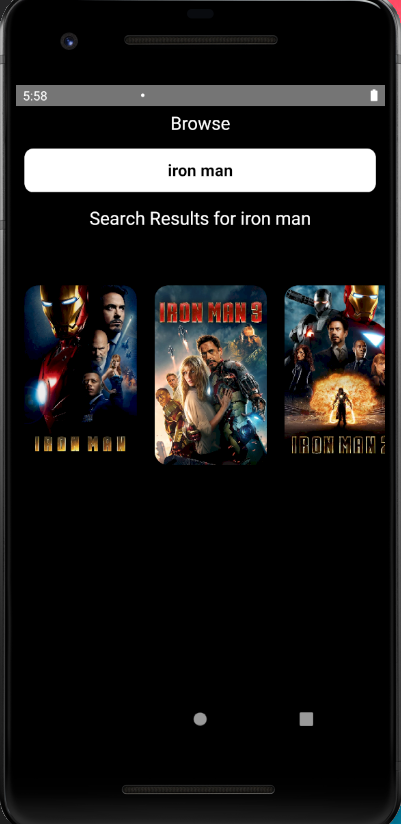 5:58
Browse
iron man
Search Results for iron man
IRON MAN
IRON MAN 3
IRON MAN 2